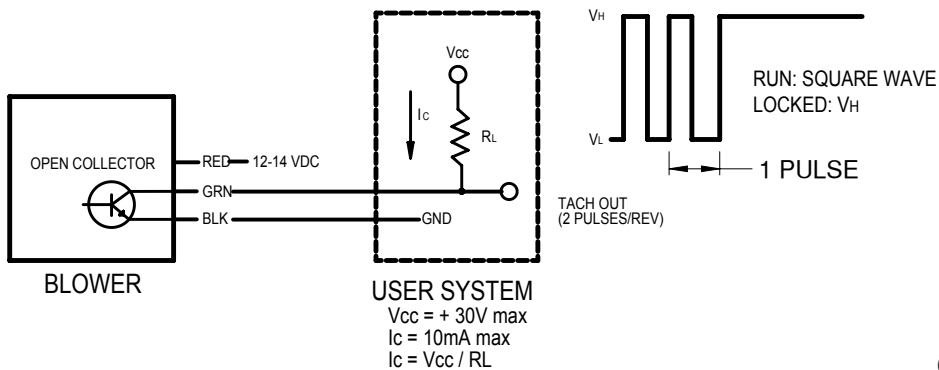 OPEN COLLECTOR
RED
12-14 VDC
GRN
BLK
BLOWER
Vcc
Ic
RL
GND
USER SYSTEM
Vcc = + 30V max
Ic = 10mA max
Ic = Vcc / RL
TACH OUT
(2 PULSES/REV)
VH
VL
RUN: SQUARE WAVE
LOCKED: VH
1 PULSE